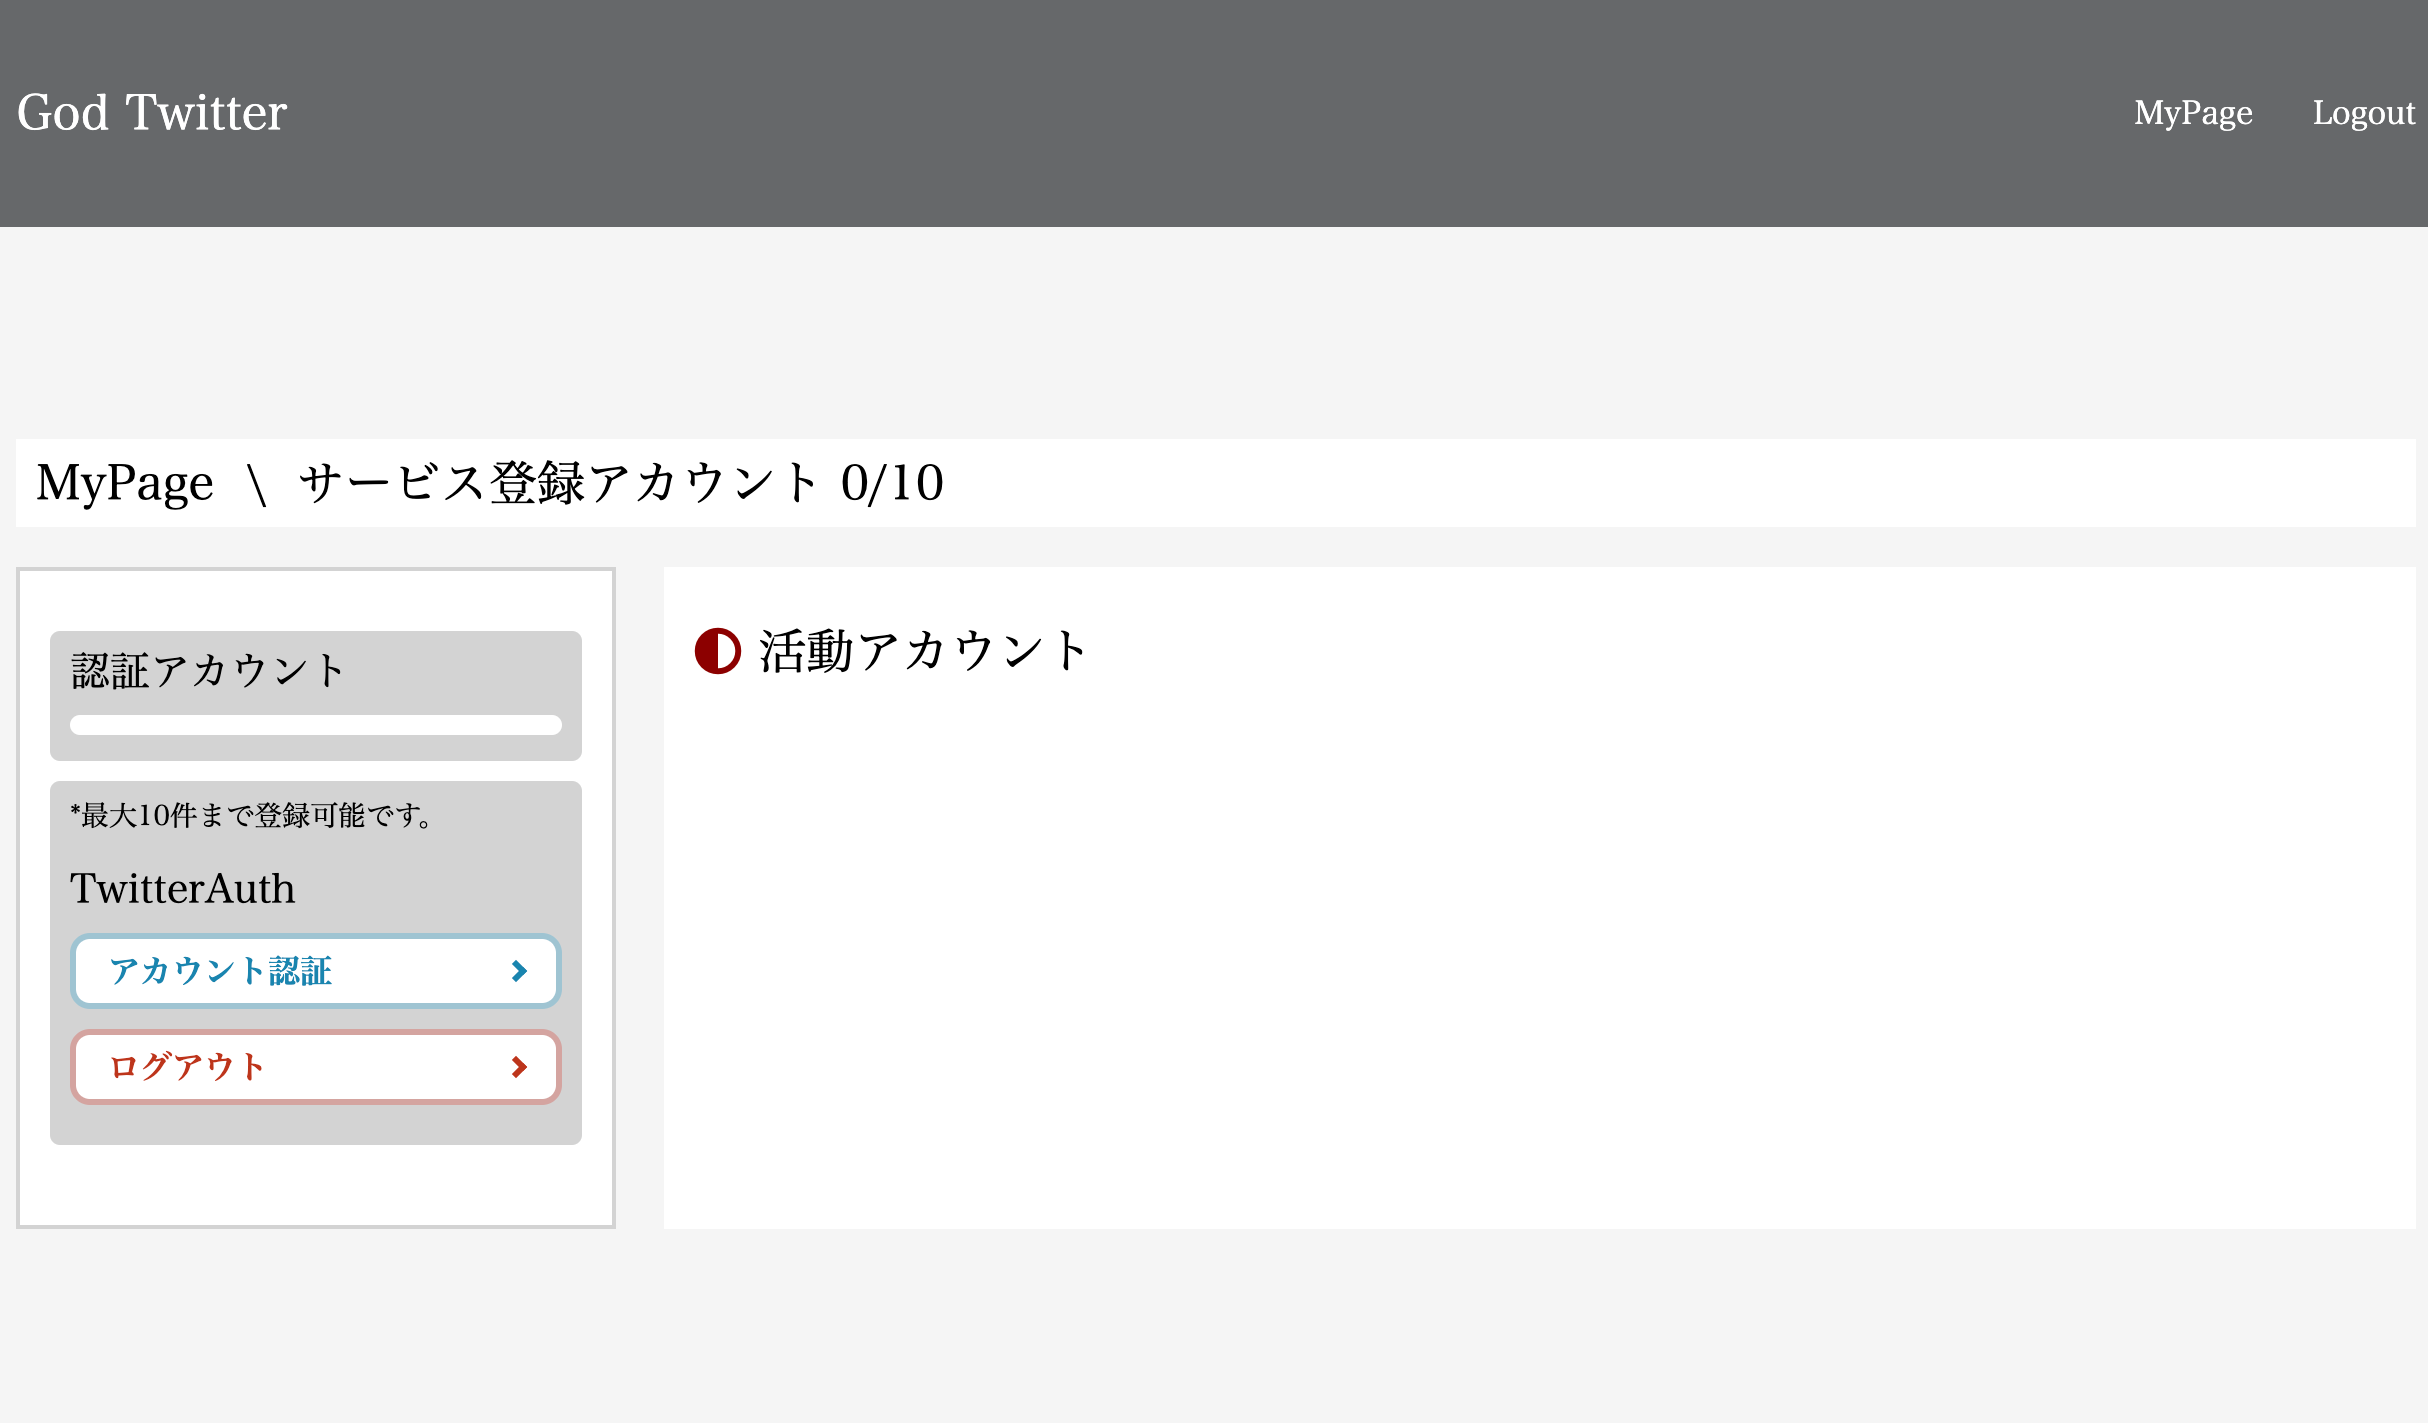 God Twitter
MyPage Logout
MyPage \ サービス登録アカウント 0/10
認証アカウント
*最大10件まで登録可能です。
TwitterAuth
アカウント認証
ログアウト
活動アカウント